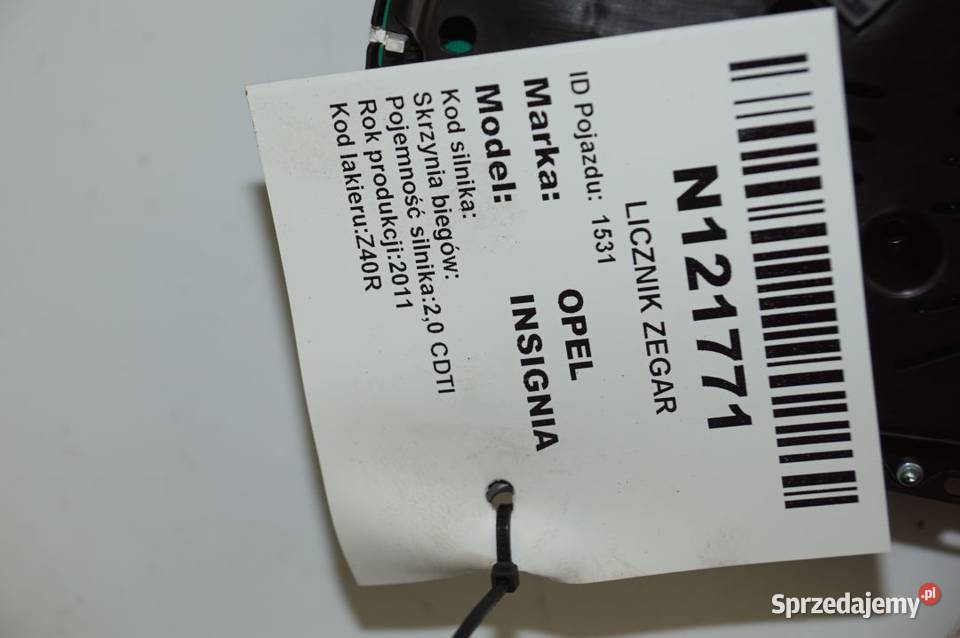 N121771
LICZNIK ZEGAR
ID Pojazdu: 1531
Marka: OPEL
Model: INSIGNIA
Kod silnika:
Skrzynia biegów:
Pojemność silnika:2,0 CDTI
Rok produkcji:2011
Kod lakieru:Z40R
Sprzedajemy.pl